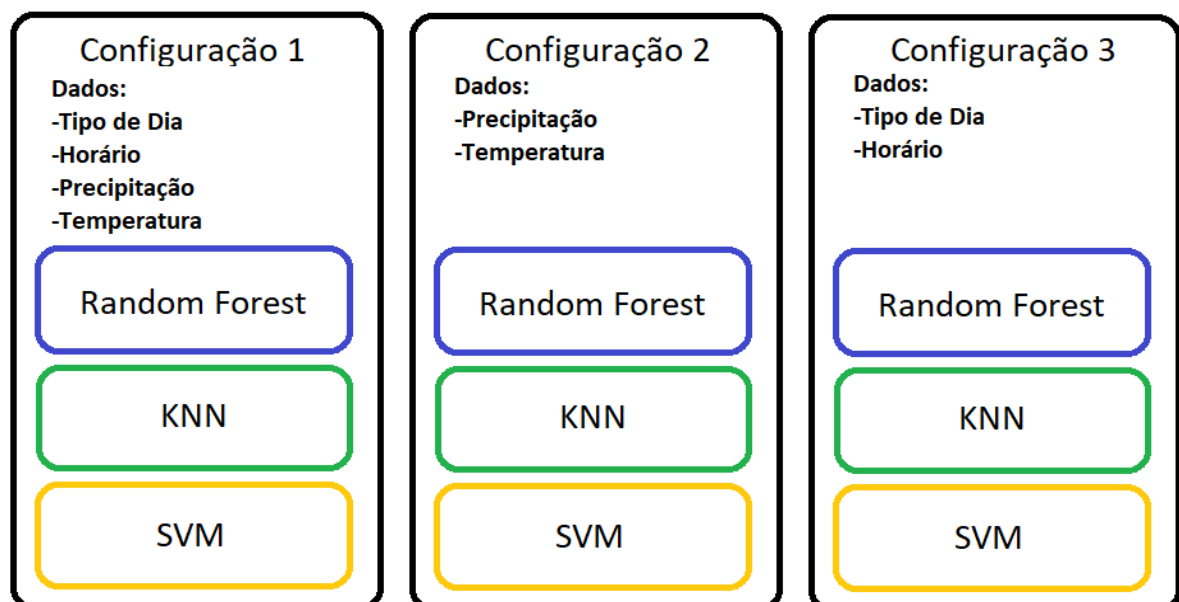 Configuração 1
Dados:
-Tipo de Dia
-Horário
-Precipitação
-Temperatura
Random Forest
KNN
SVM
Configuração 2
Dados:
-Precipitação
-Temperatura
Random Forest
KNN
SVM
Configuração 3
Dados:
-Tipo de Dia
-Horário
Random Forest
KNN
SVM